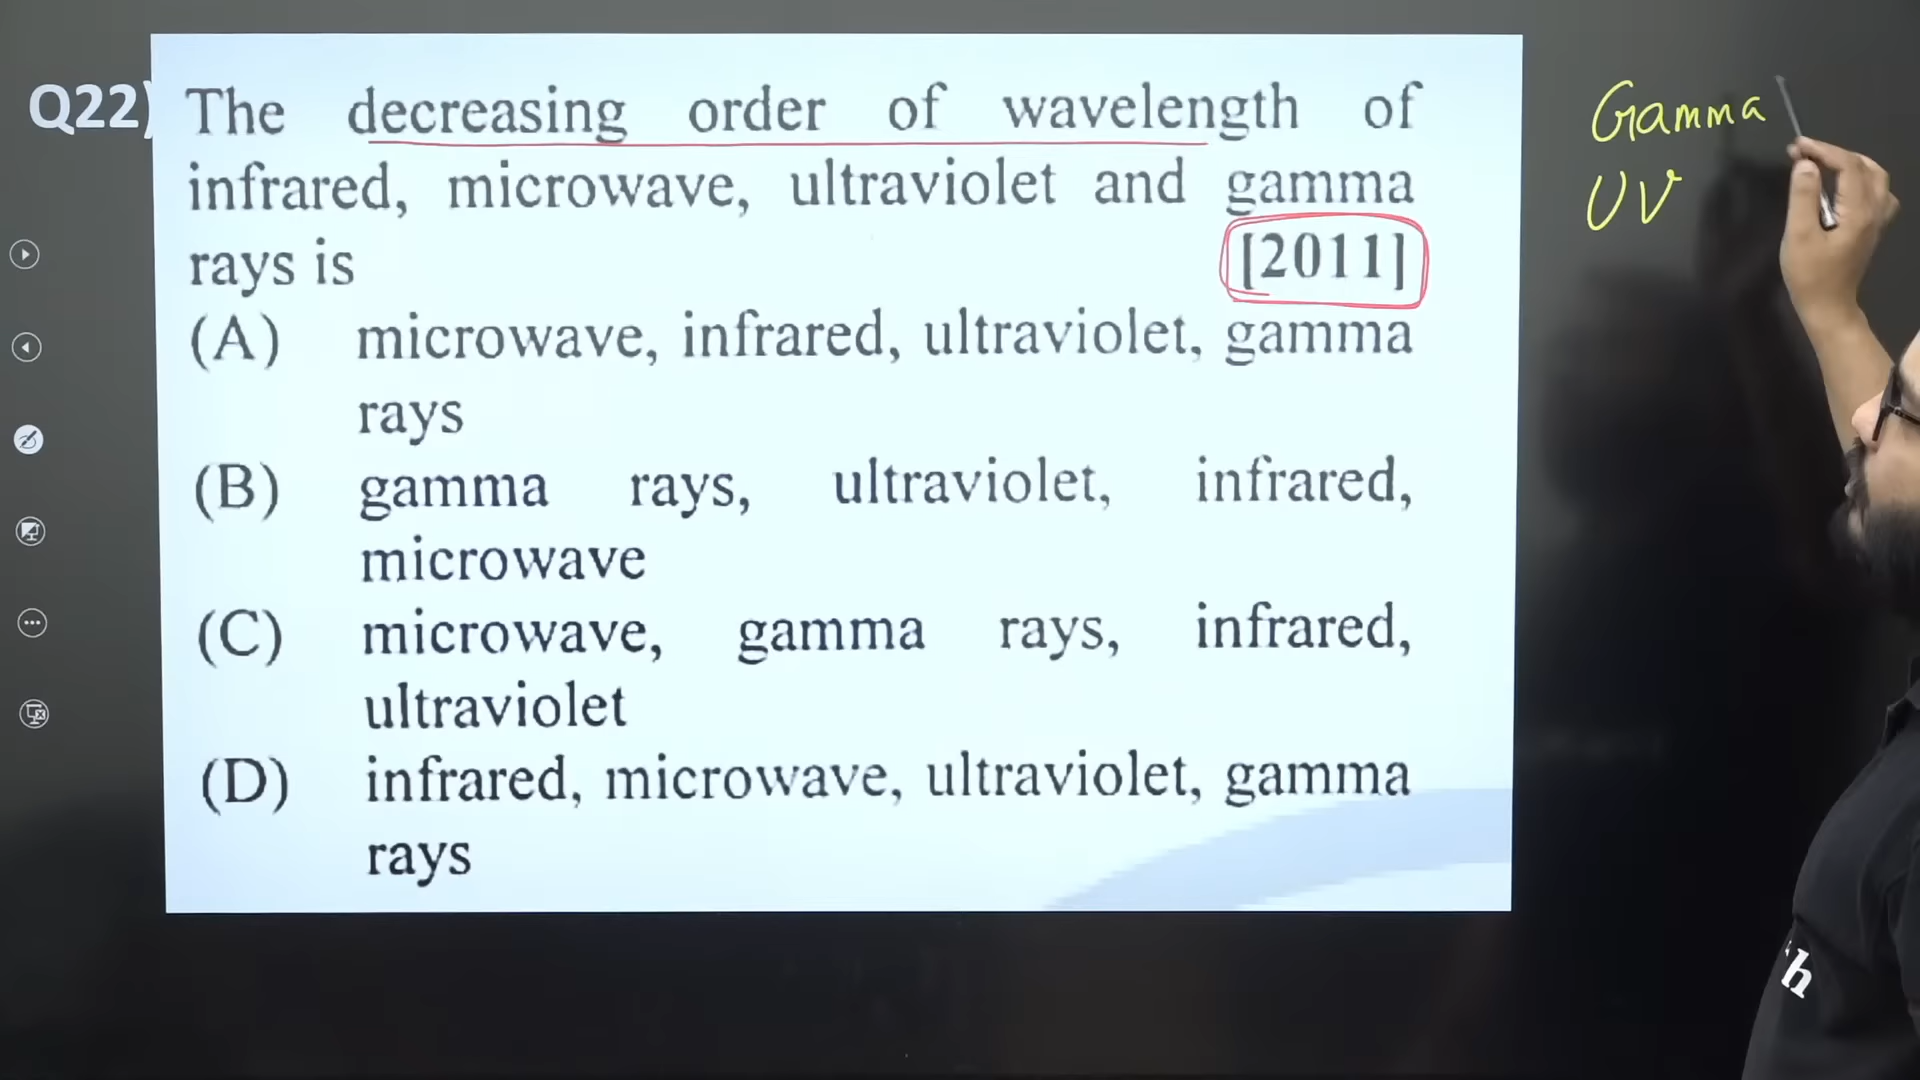 Q22)
The decreasing order of wavelength of
infrared, microwave, ultraviolet and gamma
rays is [2011]
(A) microwave, infrared, ultraviolet, gamma
rays
(B) gamma rays, ultraviolet, infrared,
microwave
(C) microwave, gamma rays, infrared,
ultraviolet
(D) infrared, microwave, ultraviolet, gamma
rays
Gamma
UV
h